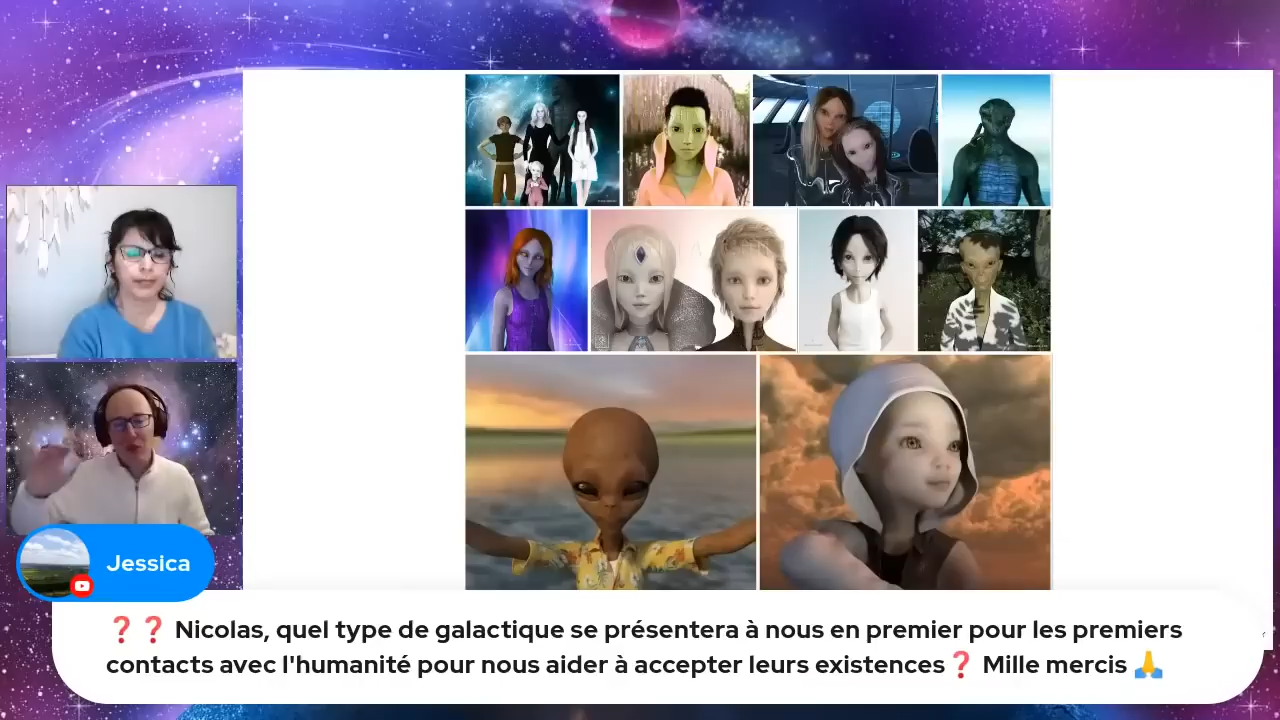 Jessica
❓❓ Nicolas, quel type de galactique se présentera à nous en premier pour les premiers
contacts avec l'humanité pour nous aider à accepter leurs existences❓ Mille mercis 🙏